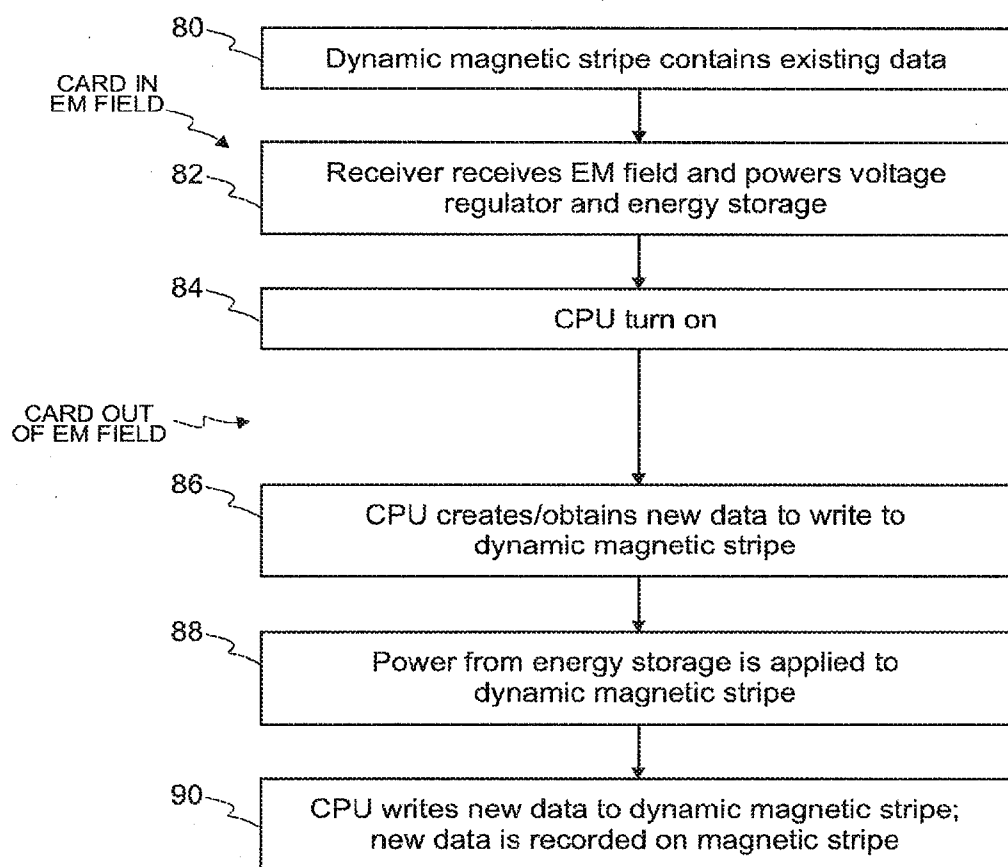 80
Dynamic magnetic stripe contains existing data
CARD IN
EM FIELD
82
Receiver receives EM field and powers voltage
regulator and energy storage
84
CPU turn on
CARD OUT
OF EM FIELD
86
CPU creates/obtains new data to write to
dynamic magnetic stripe
88
Power from energy storage is applied to
dynamic magnetic stripe
90
CPU writes new data to dynamic magnetic stripe;
new data is recorded on magnetic stripe